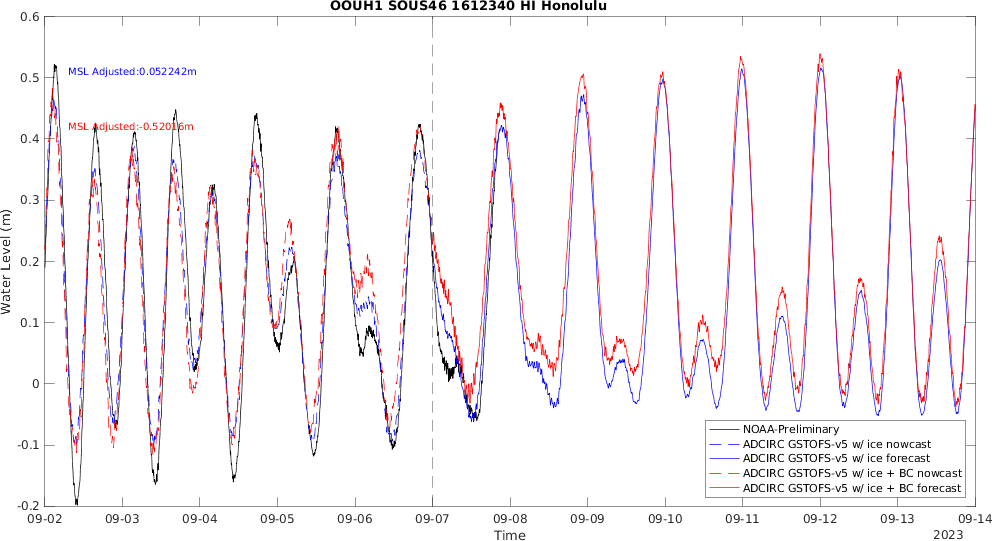 OOUH1 SOUS46 1612340 HI Honolulu
0.6
0.5
0.4
0.3
0.2
0.1
0
-0.1
-0.2
Water Level (m)
MSL Adjusted:0.052242m
MSL Adjusted:-0.52016m
NOAA-Preliminary
ADCIRC GSTOFS-v5 w/ ice nowcast
ADCIRC GSTOFS-v5 w/ ice forecast
ADCIRC GSTOFS-v5 w/ ice + BC nowcast
ADCIRC GSTOFS-v5 w/ ice + BC forecast
09-02 09-03 09-04 09-05 09-06 09-07 09-08 09-09 09-10 09-11 09-12 09-13 09-14
Time
2023